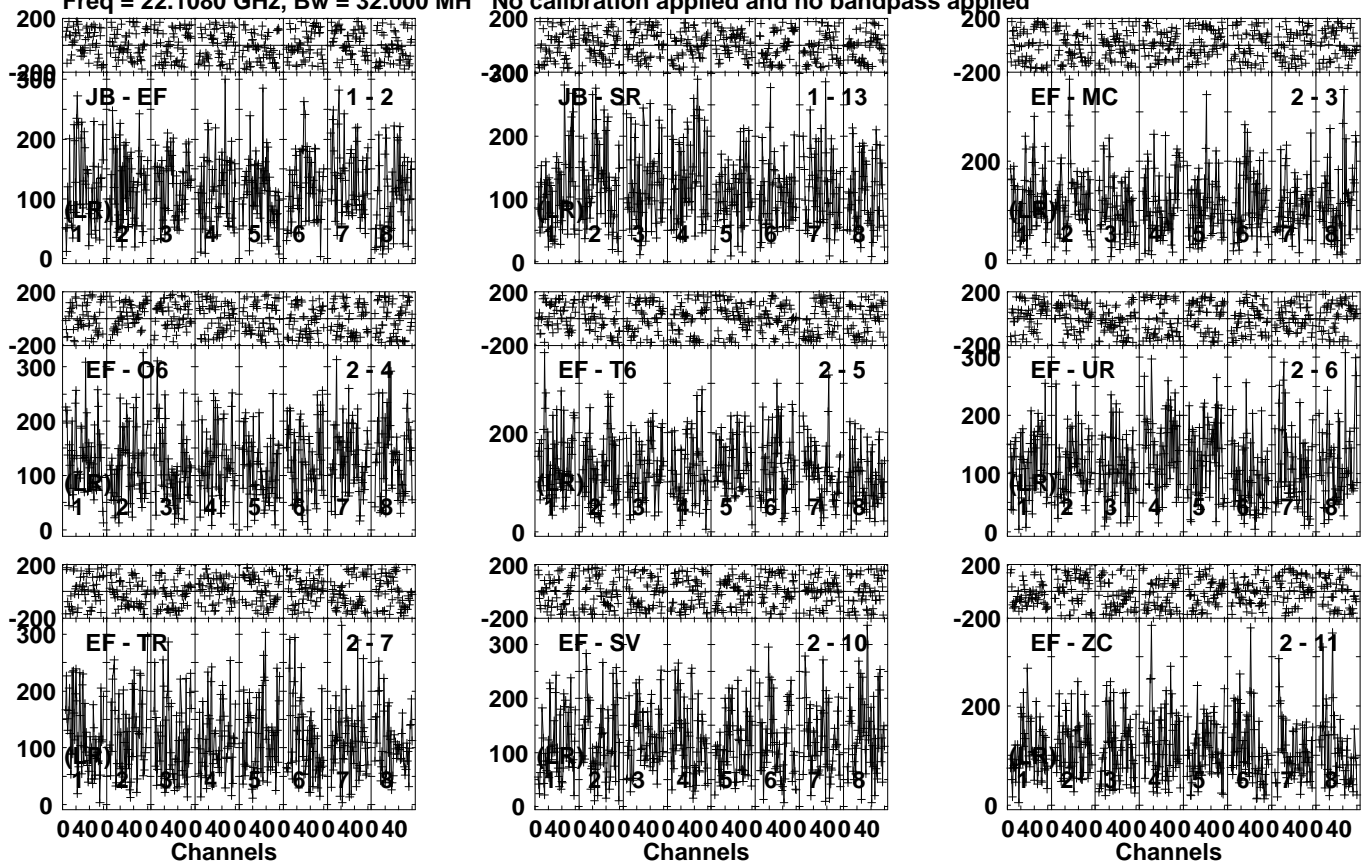 Freq = 22.1080 GHz, Bw = 32.000 MH No calibration applied and no bandpass applied
200 200 200
-200 -200 -200
300 300
JB - EF 1 - 2 JB - SR 1 - 13 EF - MC 2 - 3
200 200 200
100 100
(LR) (LR) (LR)
1 2 3 4 5 6 7 8 1 2 3 4 5 6 7 8 1 2 3 4 5 6 7 8
0 0 0
200 200 200
-200 -200 -200
300 300
EF - O6 2 - 4 EF - T6 2 - 5 EF - UR 2 - 6
200 200 200
100 100
(LR) (LR) (LR)
1 2 3 4 5 6 7 8 1 2 3 4 5 6 7 8 1 2 3 4 5 6 7 8
0 0 0
200 200 200
-200 -200 -200
300 300
EF - TR 2 - 7 EF - SV 2 - 10 EF - ZC 2 - 11
200 200 200
100 100
(LR) (LR) (LR)
1 2 3 4 5 6 7 8 1 2 3 4 5 6 7 8 1 2 3 4 5 6 7 8
0 0 0
0 40 0 40 0 40 0 40 0 40 0 40 0 40 0 40 0 40 0 40 0 40 0 40 0 40 0 40 0 40 0 40 0 40 0 40 0 40 0 40 0 40 0 40 0 40 0 40
Channels Channels Channels